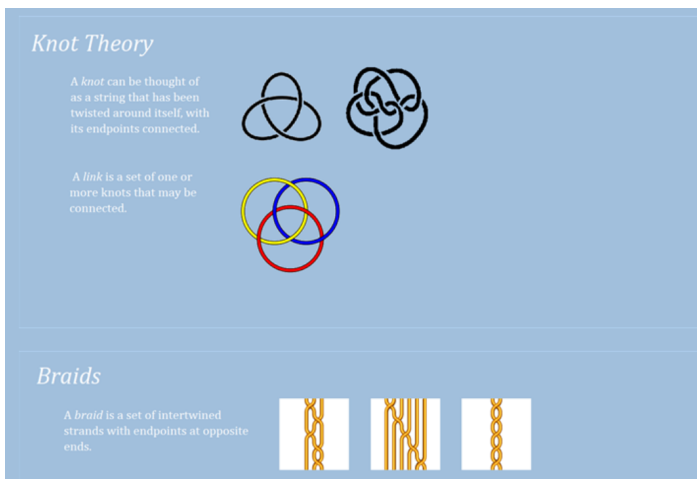 Knot Theory
A knot can be thought of
as a string that has been
twisted around itself, with
its endpoints connected.
A link is a set of one or
more knots that may be
connected.
Braids
A braid is a set of intertwined
strands with endpoints at opposite
ends.